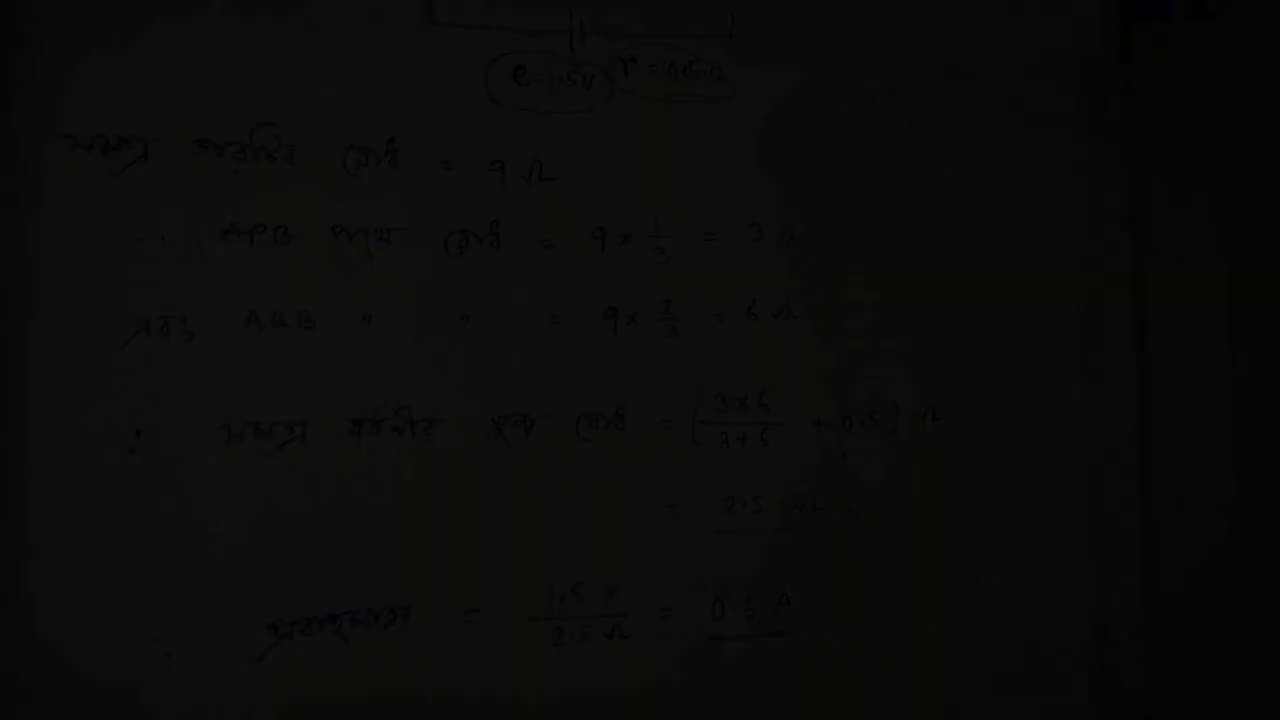 e = 1.5V r = 0.5Ω
সমগ্র তারটির রোধ = 9 Ω
∴ APB পথে রোধ = 9 × 1/3 = 3 Ω
এবং AQB " " = 9 × 2/3 = 6 Ω
∴ সমগ্র বর্তনীর তুল্য রোধ = (3×6/3+6 + 0.5) Ω
= 2.5 Ω
প্রবাহমাত্রা = 1.5 V/2.5 Ω = 0.6 A